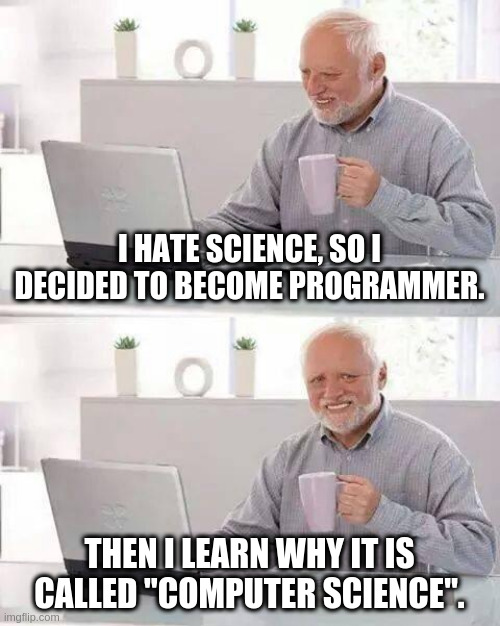 I HATE SCIENCE, SO I
DECIDED TO BECOME PROGRAMMER.
THEN I LEARN WHY IT IS
CALLED "COMPUTER SCIENCE".
imgflip.com